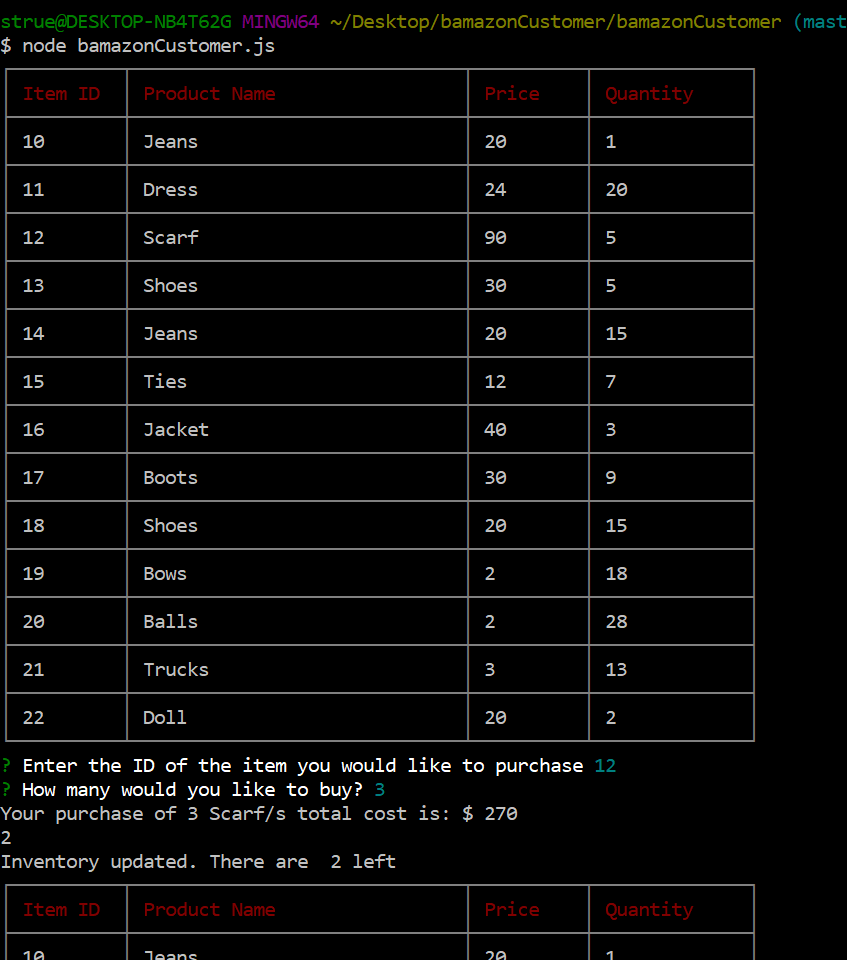 strue@DESKTOP-NB4T62G MINGW64 ~/Desktop/bamazonCustomer/bamazonCustomer (mast
$ node bamazonCustomer.js
Item ID Product Name Price Quantity
10 Jeans 20 1
11 Dress 24 20
12 Scarf 90 5
13 Shoes 30 5
14 Jeans 20 15
15 Ties 12 7
16 Jacket 40 3
17 Boots 30 9
18 Shoes 20 15
19 Bows 2 18
20 Balls 2 28
21 Trucks 3 13
22 Doll 20 2
? Enter the ID of the item you would like to purchase 12
? How many would you like to buy? 3
Your purchase of 3 Scarf/s total cost is: $ 270
2
Inventory updated. There are  2 left
Item ID Product Name Price Quantity
10 Jeans 20 1